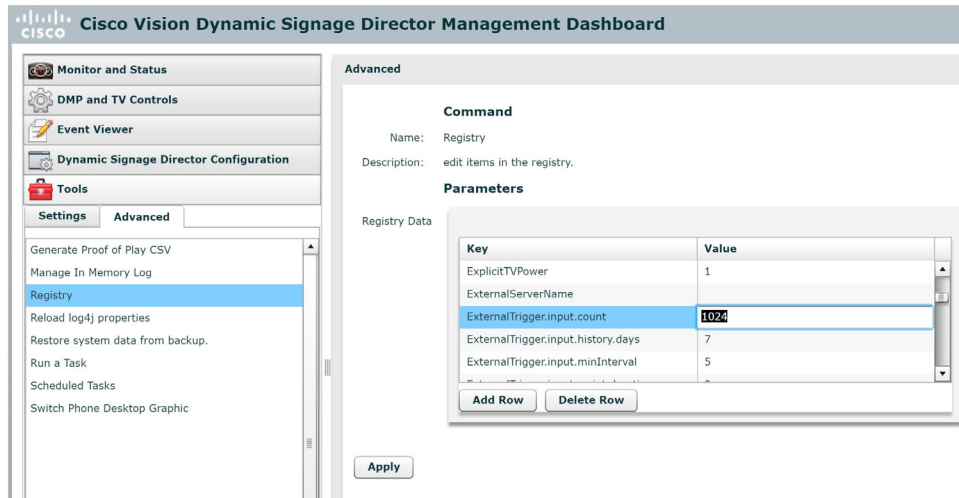 CISCO Cisco Vision Dynamic Signage Director Management Dashboard
Monitor and Status
DMP and TV Controls
Event Viewer
Dynamic Signage Director Configuration
Tools
Settings Advanced
Generate Proof of Play CSV
Manage In Memory Log
Registry
Reload log4j properties
Restore system data from backup.
Run a Task
Scheduled Tasks
Switch Phone Desktop Graphic
Advanced
Command
Name: Registry
Description: edit items in the registry.
Parameters
Registry Data
Key Value
ExplicitTVPower 1
ExternalServerName
ExternalTrigger.input.count 1024
ExternalTrigger.input.history.days 7
ExternalTrigger.input.minInterval 5
Add Row Delete Row
Apply